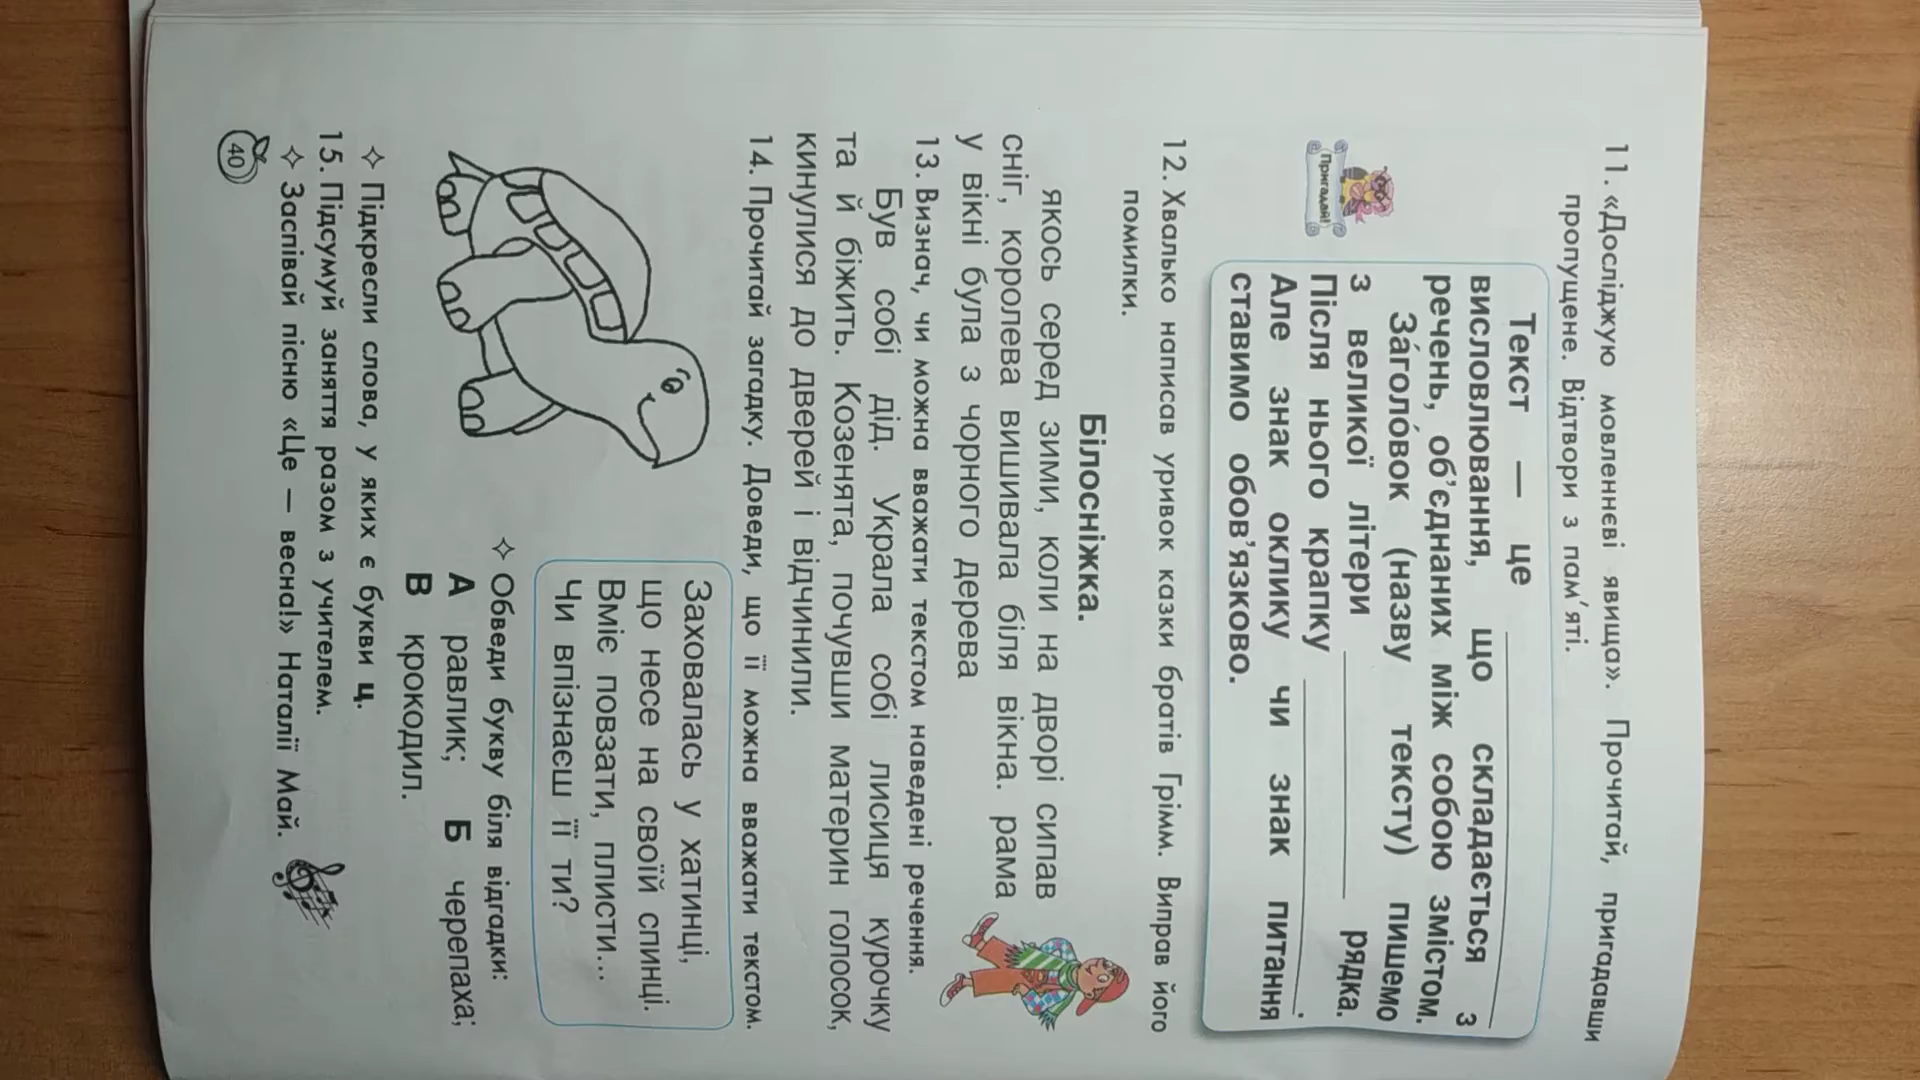 11. «Досліджую мовленнєві явища». Прочитай, пригадавши
пропущене. Відтвори з пам'яті.
Пригадай!
Текст — це ____________
висловлювання, що складається з
речень, об'єднаних між собою змістом.
За́голо́вок (назву тексту) пишемо
з великої літери ____________ рядка.
Після нього крапку ____________.
Але знак оклику чи знак питання
ставимо обов'язково.
12. Хвалько написав уривок казки братів Грімм. Виправ його
помилки.
Білосніжка.
якось серед зими, коли на дворі сипав
сніг, королева вишивала біля вікна. рама
у вікні була з чорного дерева
13. Визнач, чи можна вважати текстом наведені речення.
Був собі дід. Украла собі лисиця курочку
та й біжить. Козенята, почувши материн голосок,
кинулися до дверей і відчинили.
14. Прочитай загадку. Доведи, що її можна вважати текстом.
Заховалась у хатинці,
що несе на своїй спинці.
Вміє повзати, плисти...
Чи впізнаєш її ти?
✧ Обведи букву біля відгадки:
А равлик; Б черепаха;
В крокодил.
✧ Підкресли слова, у яких є букви ц.
15. Підсумуй заняття разом з учителем.
✧ Заспівай пісню «Це — весна!» Наталії Май.
40